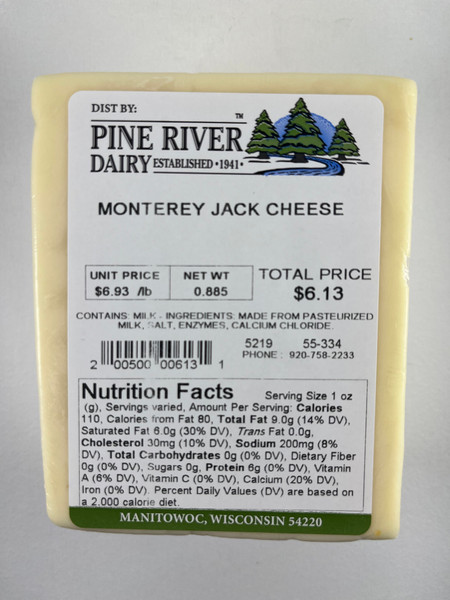 DIST BY:
PINE RIVER™
DAIRY ESTABLISHED • 1941 •
MONTEREY JACK CHEESE
UNIT PRICE NET WT TOTAL PRICE
$6.93 /lb 0.885 $6.13
CONTAINS: MILK - INGREDIENTS: MADE FROM PASTEURIZED
MILK, SALT, ENZYMES, CALCIUM CHLORIDE.
5219 55-334
PHONE : 920-758-2233
2 00500 00613 1
Nutrition Facts Serving Size 1 oz
(g), Servings varied, Amount Per Serving: Calories
110, Calories from Fat 80, Total Fat 9.0g (14% DV),
Saturated Fat 6.0g (30% DV), Trans Fat 0.0g,
Cholesterol 30mg (10% DV), Sodium 200mg (8%
DV), Total Carbohydrates 0g (0% DV), Dietary Fiber
0g (0% DV), Sugars 0g, Protein 6g (0% DV), Vitamin
A (6% DV), Vitamin C (0% DV), Calcium (20% DV),
Iron (0% DV). Percent Daily Values (DV) are based on
a 2,000 calorie diet.
MANITOWOC, WISCONSIN 54220